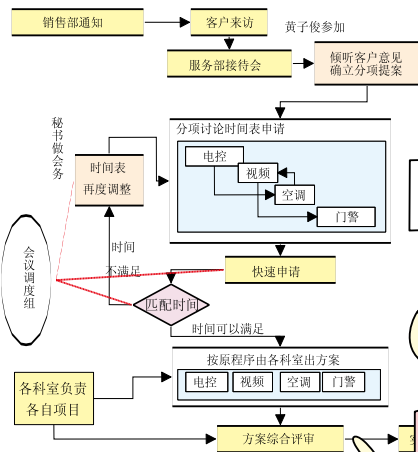 销售部通知
客户来访
黄子俊参加
服务部接待会
倾听客户意见
确立分项提案
秘书做会务
分项讨论时间表申请
电控
视频
空调
门警
时间表
再度调整
会议调度组
时间
不满足
快速申请
匹配时间
时间可以满足
按原程序由各科室出方案
电控
视频
空调
门警
各科室负责
各自项目
方案综合评审